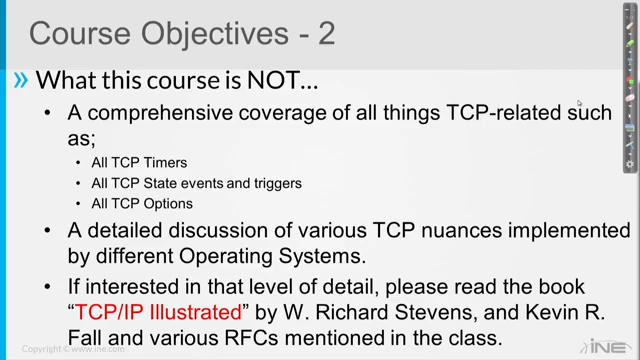 Course Objectives - 2
» What this course is NOT...
• A comprehensive coverage of all things TCP-related such
as;
• All TCP Timers
• All TCP State events and triggers
• All TCP Options
• A detailed discussion of various TCP nuances implemented
by different Operating Systems.
• If interested in that level of detail, please read the book
“TCP/IP Illustrated” by W. Richard Stevens, and Kevin R.
Fall and various RFCs mentioned in the class.
Copyright © www.ine.com
iNE